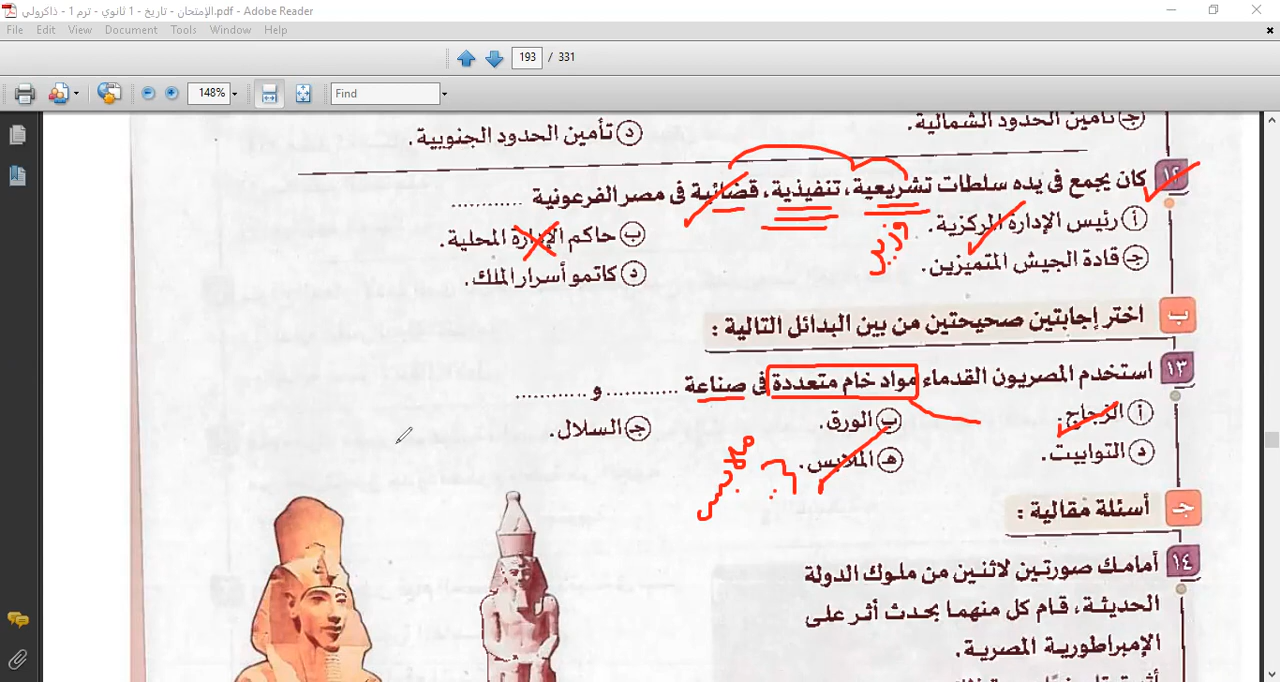 الإمتحان - تاريخ - 1 ثانوي - ترم 1 - ذاكرولي.pdf - Adobe Reader
File Edit View Document Tools Window Help
193 / 331
148% Find
ج تأمين الحدود الشمالية.
د تأمين الحدود الجنوبية.
١٢ كان يجمع فى يده سلطات تشريعية، تنفيذية، قضائية فى مصر الفرعونية ............
أ رئيس الإدارة المركزية.
ب حاكم الإدارة المحلية.
وزير
ج قادة الجيش المتميزين.
د كاتمو أسرار الملك.
ب اختر إجابتين صحيحتين من بين البدائل التالية :
١٣ استخدم المصريون القدماء مواد خام متعددة فى صناعة ............ و ............
أ الزجاج.
ب الورق.
ج السلال.
د التوابيت.
هـ الملابس.
ملابس
ج أسئلة مقالية :
١٤ أمامك صورتين لاثنين من ملوك الدولة
الحديثة، قام كل منهما بحدث أثر على
الإمبراطورية المصرية.